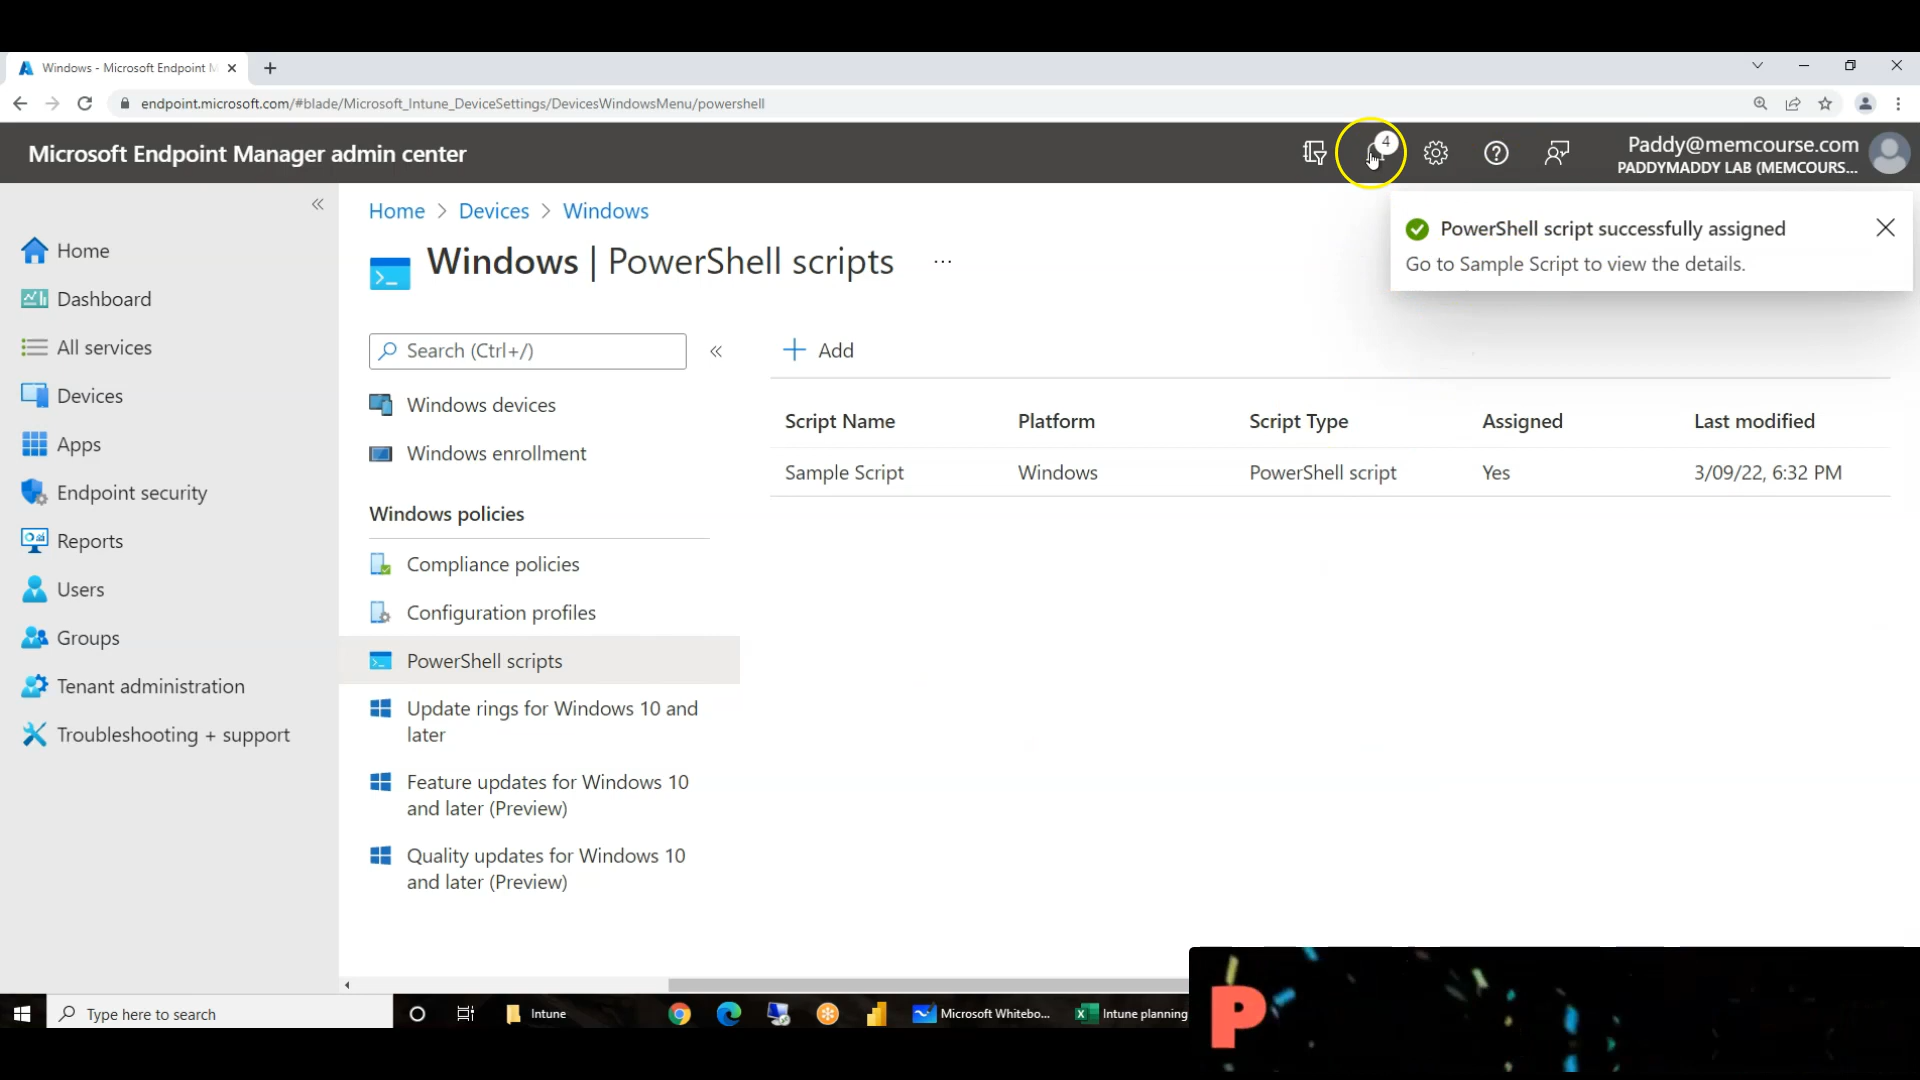 Windows - Microsoft Endpoint M
endpoint.microsoft.com/#blade/Microsoft_Intune_DeviceSettings/DevicesWindowsMenu/powershell
Microsoft Endpoint Manager admin center
4
Paddy@memcourse.com
PADDYMADDY LAB (MEMCOURS...
PowerShell script successfully assigned
Go to Sample Script to view the details.
Home
Dashboard
All services
Devices
Apps
Endpoint security
Reports
Users
Groups
Tenant administration
Troubleshooting + support
Home > Devices > Windows
Windows | PowerShell scripts ...
Search (Ctrl+/)
Windows devices
Windows enrollment
Windows policies
Compliance policies
Configuration profiles
PowerShell scripts
Update rings for Windows 10 and
later
Feature updates for Windows 10
and later (Preview)
Quality updates for Windows 10
and later (Preview)
Add
Script Name Platform Script Type Assigned Last modified
Sample Script Windows PowerShell script Yes 3/09/22, 6:32 PM
Type here to search
Intune
Microsoft Whitebo...
Intune planning
P